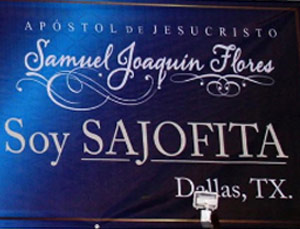 APÓSTOL DE JESUCRISTO
Samuel Joaquín Flores
Soy SAJOFITA
Dallas, TX.